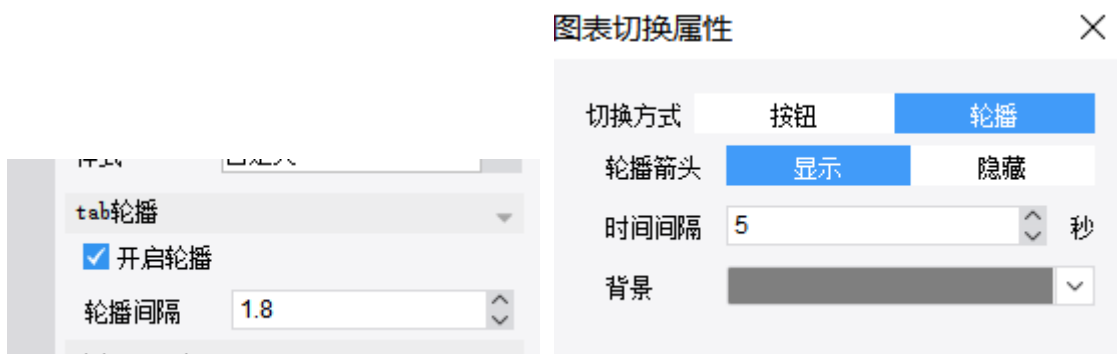 图表切换属性
切换方式 按钮 轮播
轮播箭头 显示 隐藏
时间间隔 5 秒
背景
tab轮播
开启轮播
轮播间隔 1.8